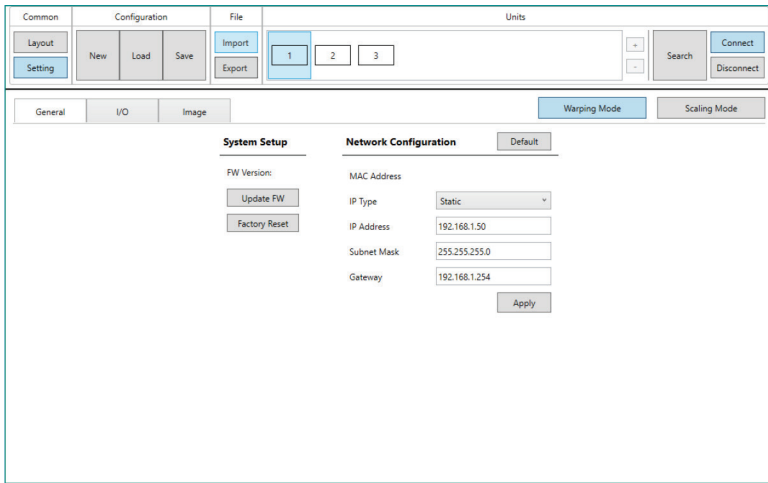 Common Configuration File Units
Layout New Load Save Import 1 2 3 + Search Connect
Setting Export - Disconnect
General I/O Image Warping Mode Scaling Mode
System Setup Network Configuration Default
FW Version: MAC Address
Update FW IP Type Static
Factory Reset IP Address 192.168.1.50
Subnet Mask 255.255.255.0
Gateway 192.168.1.254
Apply